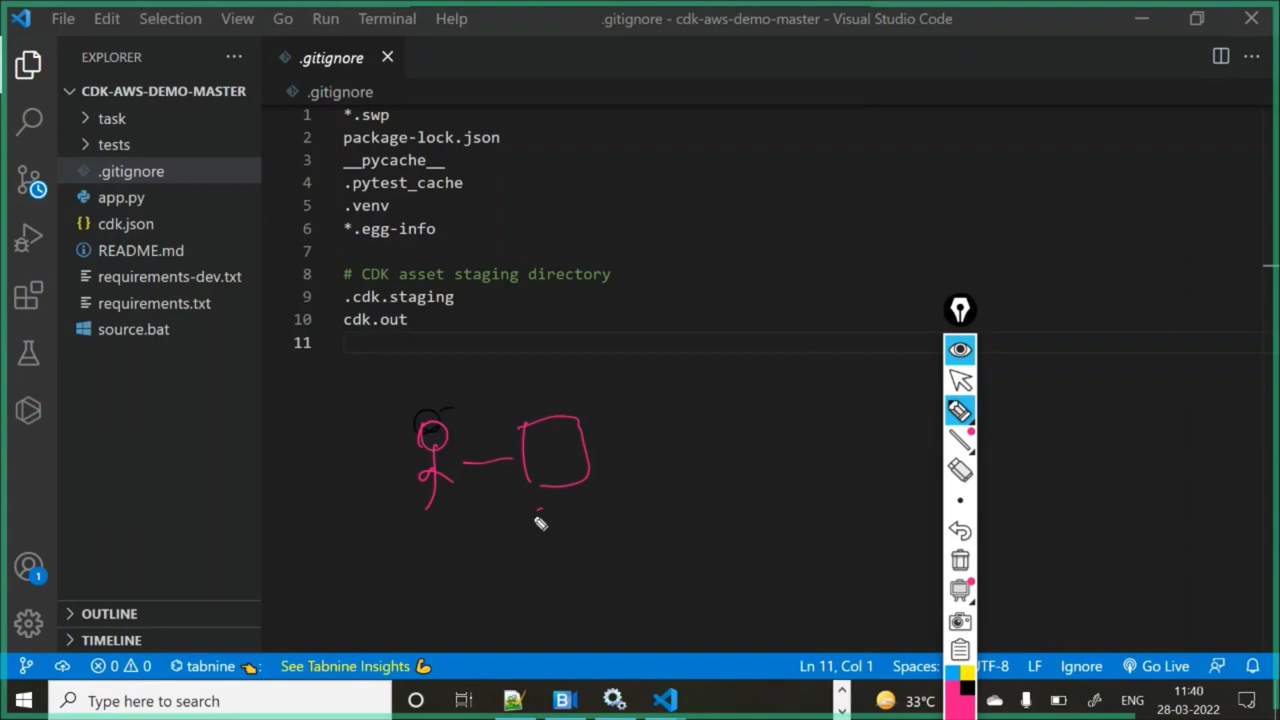 File Edit Selection View Go Run Terminal Help .gitignore - cdk-aws-demo-master - Visual Studio Code
EXPLORER
CDK-AWS-DEMO-MASTER
task
tests
.gitignore
app.py
cdk.json
README.md
requirements-dev.txt
requirements.txt
source.bat
OUTLINE
TIMELINE
.gitignore
.gitignore
1 *.swp
2 package-lock.json
3 __pycache__
4 .pytest_cache
5 .venv
6 *.egg-info
7
8 # CDK asset staging directory
9 .cdk.staging
10 cdk.out
11
1
0 0 tabnine : See Tabnine Insights Ln 11, Col 1 Spaces: UTF-8 LF Ignore Go Live
Type here to search 33°C ENG 11:40
28-03-2022